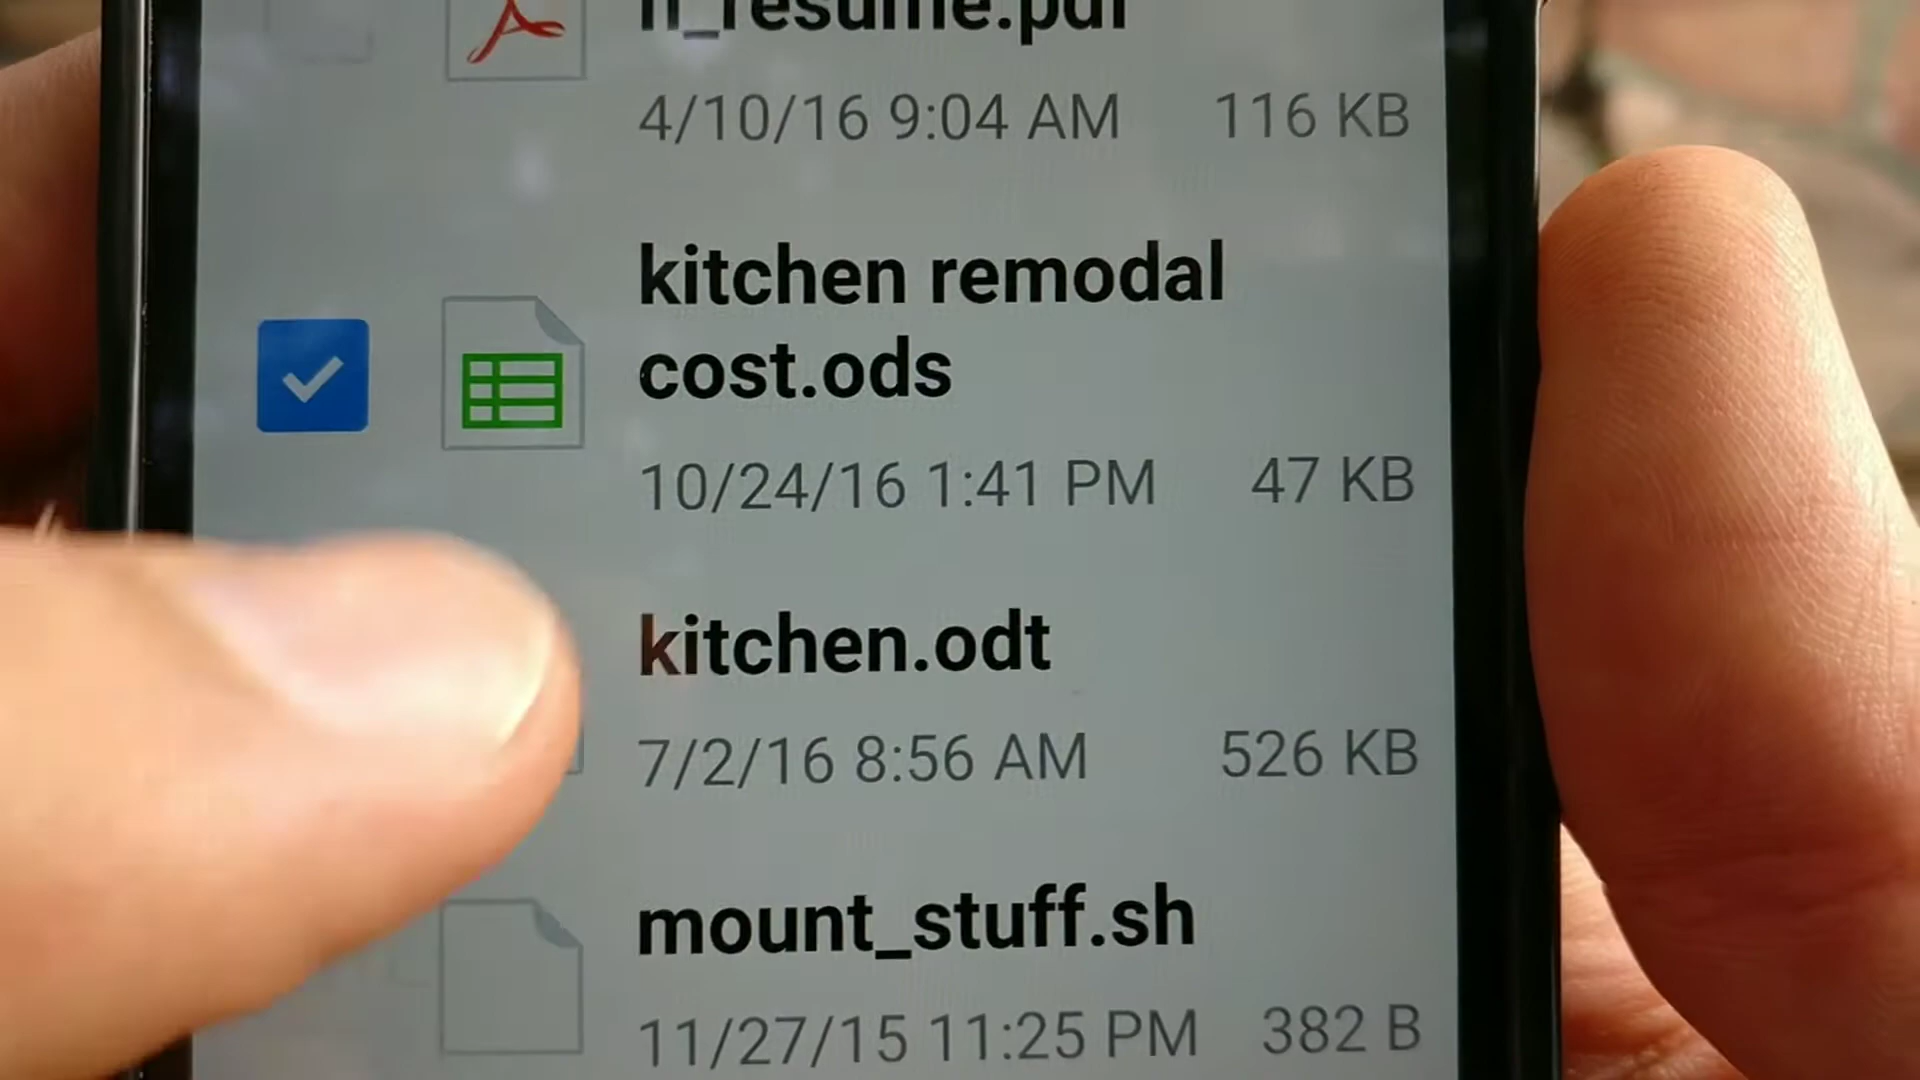 n_resume.pdf
4/10/16 9:04 AM 116 KB
kitchen remodal
cost.ods
10/24/16 1:41 PM 47 KB
kitchen.odt
7/2/16 8:56 AM 526 KB
mount_stuff.sh
11/27/15 11:25 PM 382 B